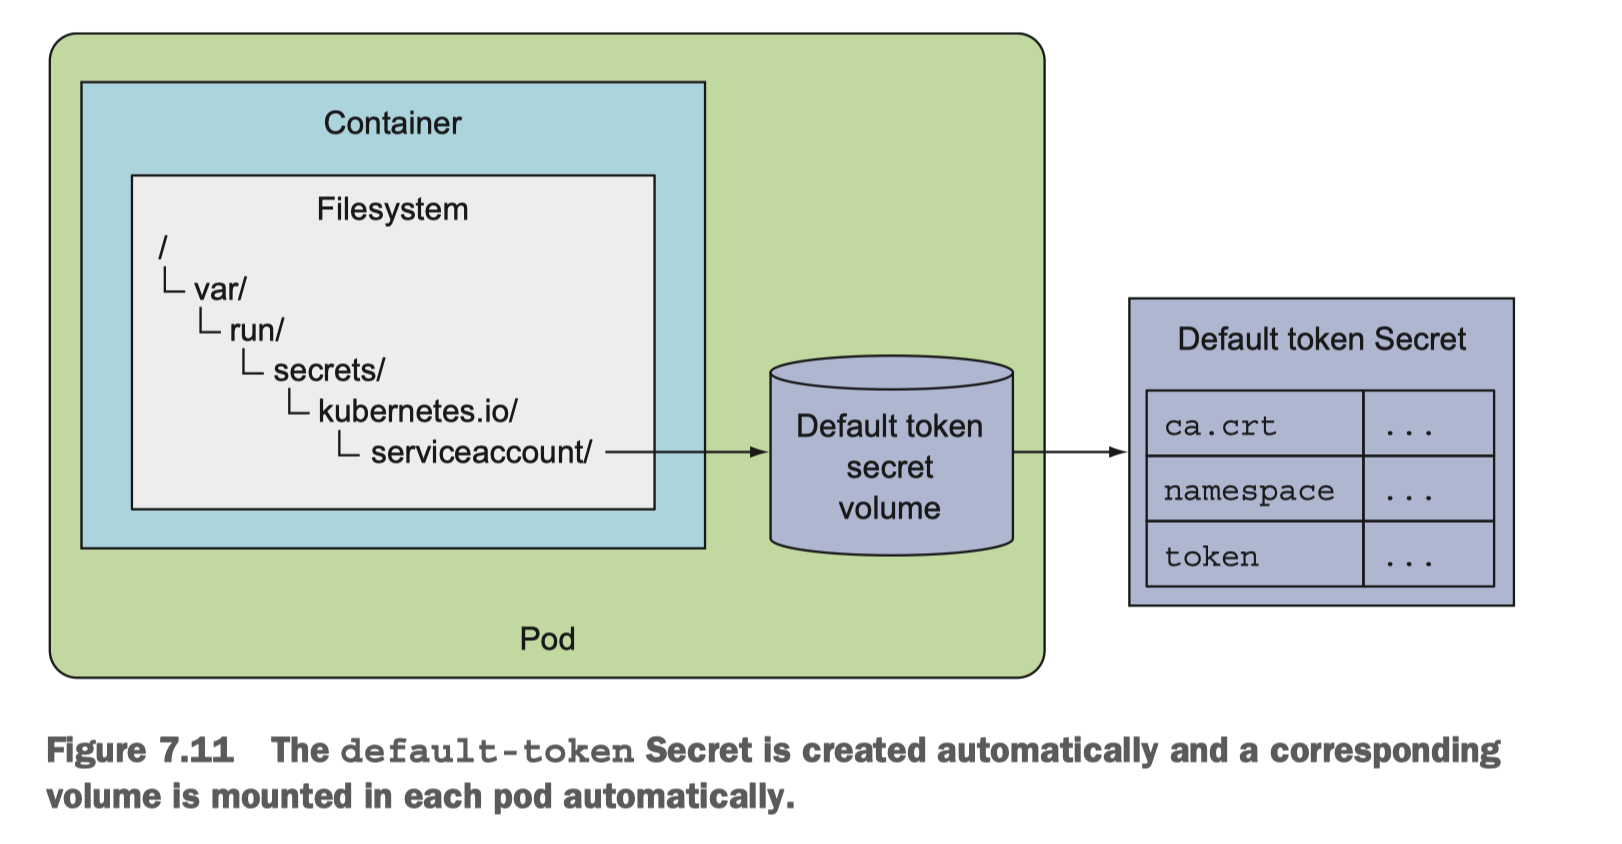 Container
Filesystem
/
var/
run/
secrets/
kubernetes.io/
serviceaccount/
Default token
secret
volume
Pod
Default token Secret
ca.crt ...
namespace ...
token ...
Figure 7.11 The default-token Secret is created automatically and a corresponding
volume is mounted in each pod automatically.